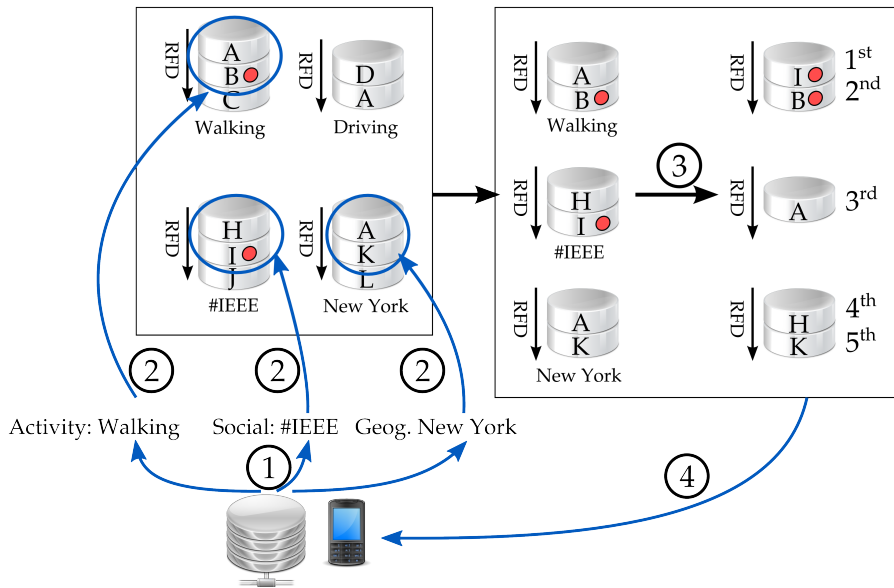 RFD
A
B
C
Walking
RFD
D
A
Driving
RFD
H
I
J
#IEEE
RFD
A
K
L
New York
RFD
A
B
Walking
RFD
H
I
#IEEE
RFD
A
K
New York
3
RFD
I 1st
B 2nd
RFD
A 3rd
RFD
H 4th
K 5th
2 2 2
Activity: Walking Social: #IEEE Geog. New York
1
4